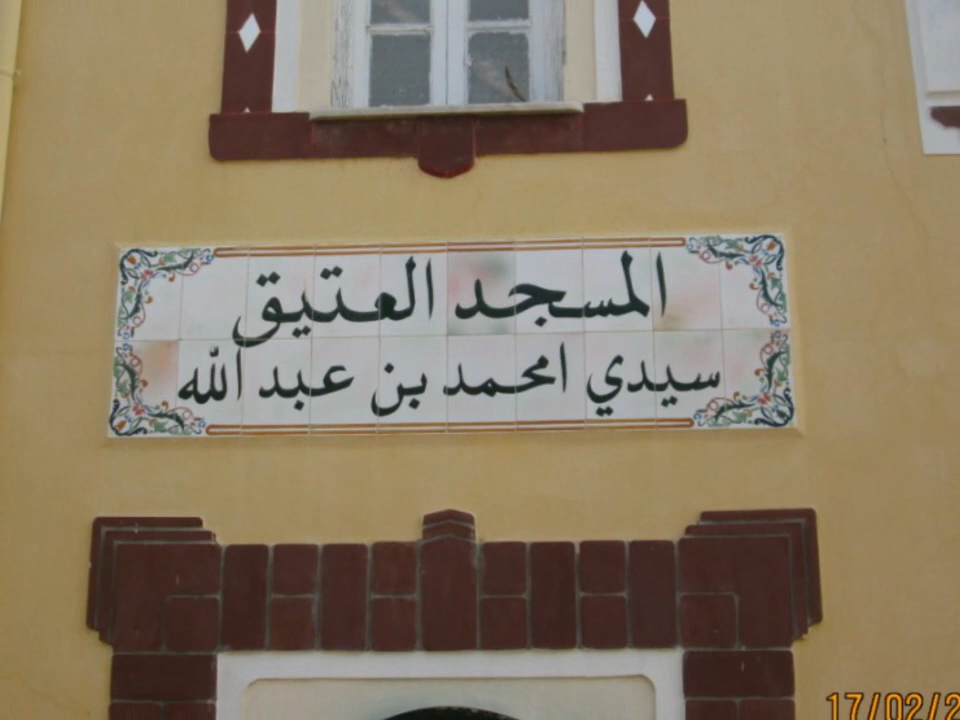 المسجد العتيق
سيدي امحمد بن عبد الله
17/02/2